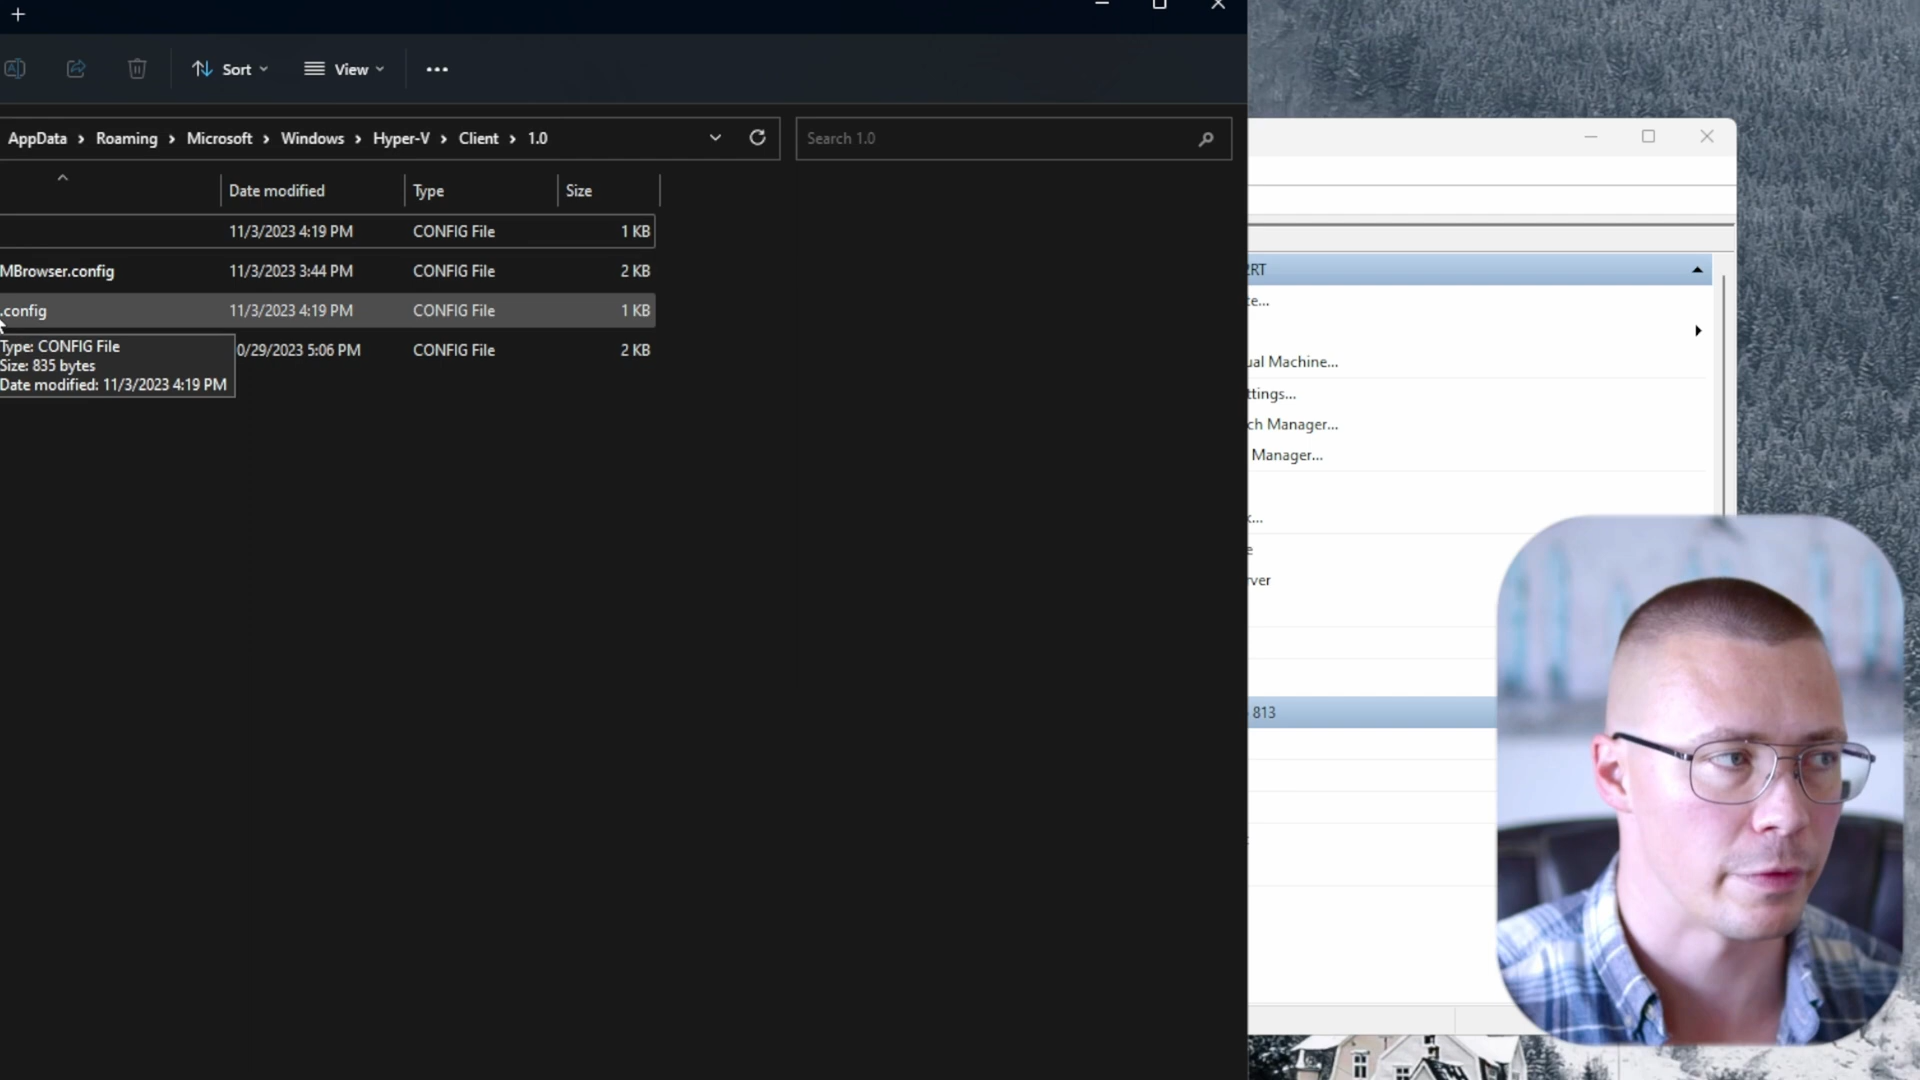 Sort
View
AppData > Roaming > Microsoft > Windows > Hyper-V > Client > 1.0
Search 1.0
Date modified
Type
Size
11/3/2023 4:19 PM CONFIG File 1 KB
MBrowser.config 11/3/2023 3:44 PM CONFIG File 2 KB
.config 11/3/2023 4:19 PM CONFIG File 1 KB
0/29/2023 5:06 PM CONFIG File 2 KB
Type: CONFIG File
Size: 835 bytes
Date modified: 11/3/2023 4:19 PM
2RT
te...
ual Machine...
ttings...
ch Manager...
Manager...
k...
e
rver
813